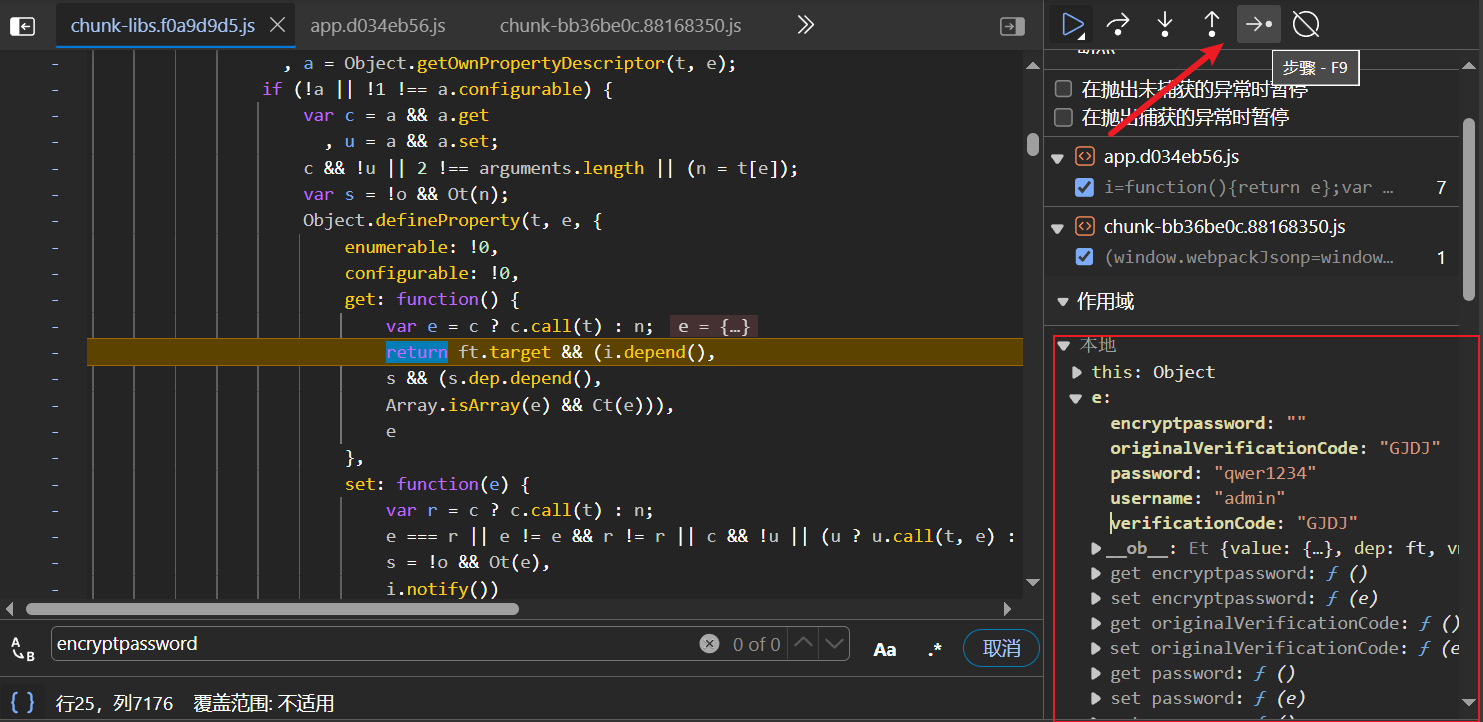 chunk-libs.f0a9d9d5.js
app.d034eb56.js
chunk-bb36be0c.88168350.js
, a = Object.getOwnPropertyDescriptor(t, e);
if (!a || !1 !== a.configurable) {
var c = a && a.get
, u = a && a.set;
c && !u || 2 !== arguments.length || (n = t[e]);
var s = !o && Ot(n);
Object.defineProperty(t, e, {
enumerable: !0,
configurable: !0,
get: function() {
var e = c ? c.call(t) : n; e = {…}
return ft.target && (i.depend(),
s && (s.dep.depend(),
Array.isArray(e) && Ct(e))),
e
},
set: function(e) {
var r = c ? c.call(t) : n;
e === r || e != e && r != r || c && !u || (u ? u.call(t, e) :
s = !o && Ot(e),
i.notify())
encryptpassword
0 of 0
Aa
.*
取消
{ } 行25，列7176 覆盖范围: 不适用
步骤 - F9
在抛出未捕获的异常时暂停
在抛出捕获的异常时暂停
app.d034eb56.js
i=function(){return e};var … 7
chunk-bb36be0c.88168350.js
(window.webpackJsonp=window… 1
作用域
本地
this: Object
e:
encryptpassword: ""
originalVerificationCode: "GJDJ"
password: "qwer1234"
username: "admin"
verificationCode: "GJDJ"
__ob__: Et {value: {…}, dep: ft, v
get encryptpassword: ƒ ()
set encryptpassword: ƒ (e)
get originalVerificationCode: ƒ ()
set originalVerificationCode: ƒ (e
get password: ƒ ()
set password: ƒ (e)